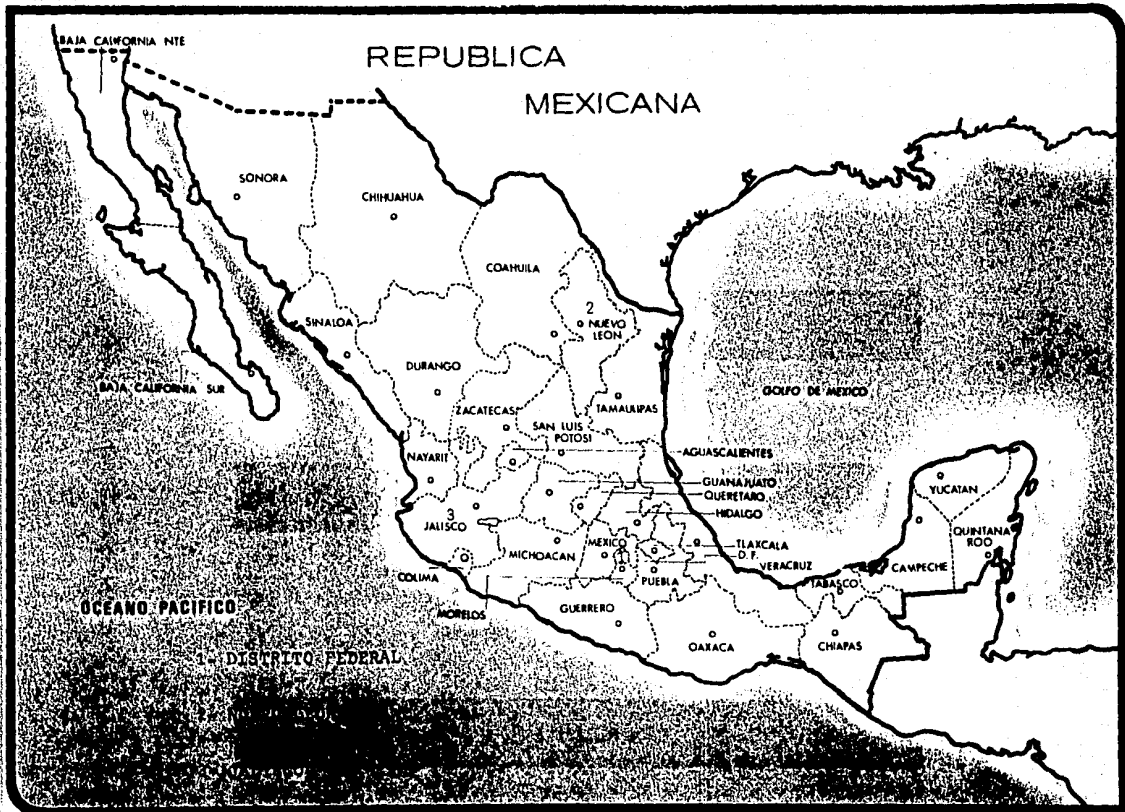 BAJA CALIFORNIA NTE
REPUBLICA
MEXICANA
SONORA
CHIHUAHUA
COAHUILA
2
NUEVO
LEON
SINALOA
DURANGO
BAJA CALIFORNIA SUR
GOLFO DE MEXICO
ZACATECAS
TAMAULIPAS
SAN LUIS
POTOSI
NAYARIT
AGUASCALIENTES
GUANAJUATO
QUERETARO
HIDALGO
YUCATAN
3
JALISCO
QUINTANA
ROO
MICHOACAN
MEXICO
1
TLAXCALA
D.F.
VERACRUZ
CAMPECHE
COLIMA
PUEBLA
TABASCO
MORELOS
GUERRERO
OCEANO PACIFICO
OAXACA
CHIAPAS
1- DISTRITO FEDERAL